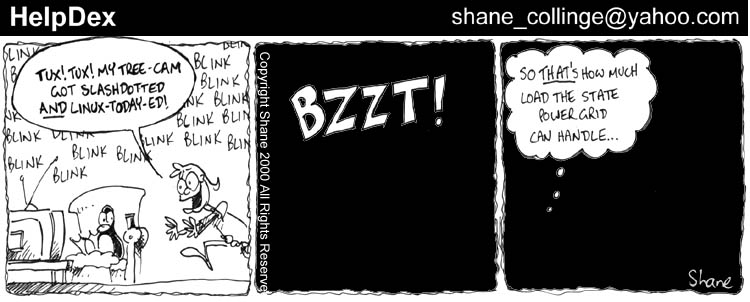 HelpDex
shane_collinge@yahoo.com
TUX! TUX! MY TREE-CAM
GOT SLASHDOTTED
AND LINUX-TODAY-ED!
BLINK
BLINK
BLINK
BLINK
BLINK
BLINK
BLINK
BLINK
BLINK
BLINK
BLINK
BLINK
Copyright Shane 2000 All Rights Reserve
BZZT!
SO THAT'S HOW MUCH
LOAD THE STATE
POWER GRID
CAN HANDLE...
Shane